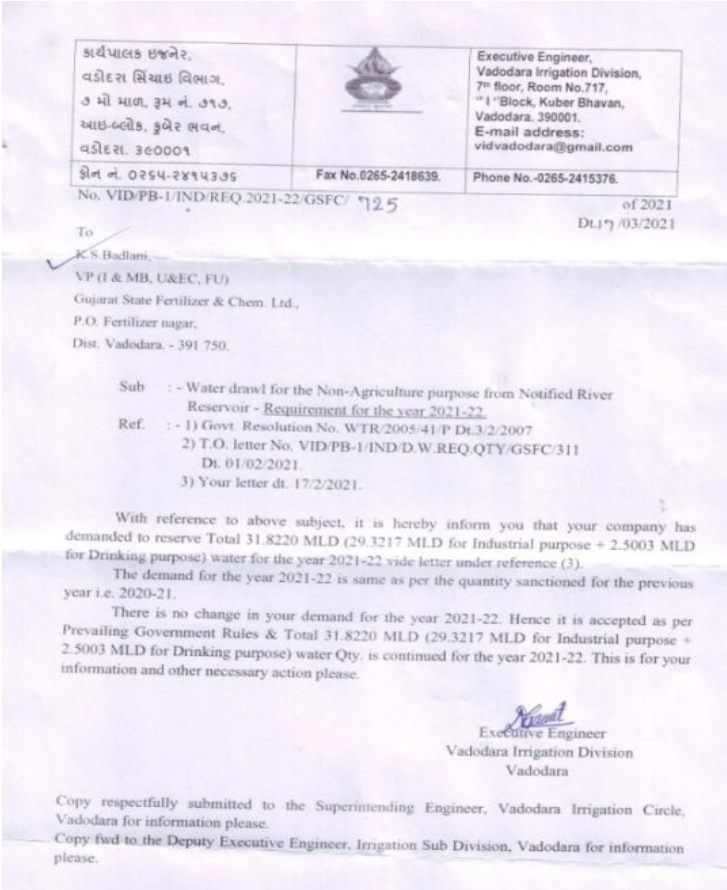 કાર્યપાલક ઇજનેર,
વડોદરા સિંચાઇ વિભાગ,
૭ મો માળ, રૂમ નં. ૭૧૭,
આઇ-બ્લોક, કુબેર ભવન,
વડોદરા. ૩૯૦૦૦૧
Executive Engineer,
Vadodara Irrigation Division,
7th floor, Room No.717,
"I "Block, Kuber Bhavan,
Vadodara. 390001.
E-mail address:
vidvadodara@gmail.com
ફોન નં. ૦૨૬૫-૨૪૧૫૩૭૬ Fax No.0265-2418639. Phone No.-0265-2415376.
No. VID/PB-1/IND/REQ.2021-22/GSFC/ 725 of 2021
Dt.17/03/2021
To
K.S.Badlani,
VP (I & MB, U&EC, FU)
Gujarat State Fertilizer & Chem. Ltd.,
P.O. Fertilizer nagar,
Dist. Vadodara. - 391 750.
Sub : - Water drawl for the Non-Agriculture purpose from Notified River
Reservoir - Requirement for the year 2021-22.
Ref. : - 1) Govt. Resolution No. WTR/2005/41/P Dt.3/2/2007
2) T.O. letter No. VID/PB-1/IND/D.W.REQ.QTY/GSFC/311
Dt. 01/02/2021.
3) Your letter dt. 17/2/2021.
With reference to above subject, it is hereby inform you that your company has
demanded to reserve Total 31.8220 MLD (29.3217 MLD for Industrial purpose + 2.5003 MLD
for Drinking purpose) water for the year 2021-22 vide letter under reference (3).
The demand for the year 2021-22 is same as per the quantity sanctioned for the previous
year i.e. 2020-21.
There is no change in your demand for the year 2021-22. Hence it is accepted as per
Prevailing Government Rules & Total 31.8220 MLD (29.3217 MLD for Industrial purpose +
2.5003 MLD for Drinking purpose) water Qty. is continued for the year 2021-22. This is for your
information and other necessary action please.
Executive Engineer
Vadodara Irrigation Division
Vadodara
Copy respectfully submitted to the Superintending Engineer, Vadodara Irrigation Circle,
Vadodara for information please.
Copy fwd to the Deputy Executive Engineer, Irrigation Sub Division, Vadodara for information
please.